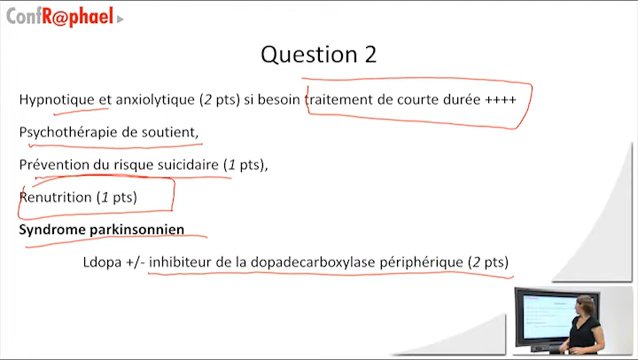 ConfR@phael
Question 2
Hypnotique et anxiolytique (2 pts) si besoin traitement de courte durée ++++
Psychothérapie de soutient,
Prévention du risque suicidaire (1 pts),
Renutrition (1 pts)
Syndrome parkinsonnien
Ldopa +/- inhibiteur de la dopadecarboxylase périphérique (2 pts)